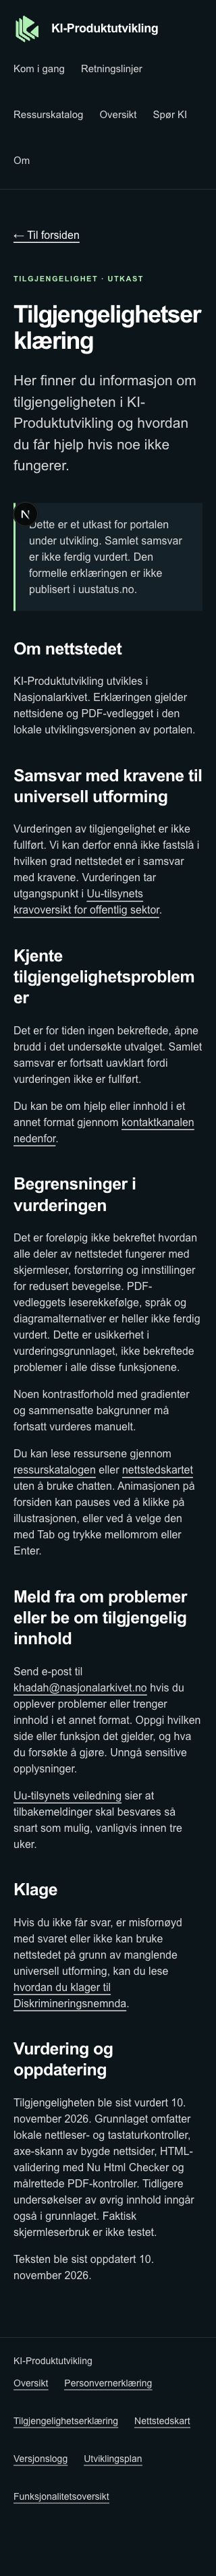 KI-Produktutvikling
Kom i gang Retningslinjer
Ressurskatalog Oversikt Spør KI
Om
← Til forsiden
TILGJENGELIGHET · UTKAST
Tilgjengelighetser
klæring
Her finner du informasjon om
tilgjengeligheten i KI-
Produktutvikling og hvordan
du får hjelp hvis noe ikke
fungerer.
N
Dette er et utkast for portalen
under utvikling. Samlet samsvar
er ikke ferdig vurdert. Den
formelle erklæringen er ikke
publisert i uustatus.no.
Om nettstedet
KI-Produktutvikling utvikles i
Nasjonalarkivet. Erklæringen gjelder
nettsidene og PDF-vedlegget i den
lokale utviklingsversjonen av portalen.
Samsvar med kravene til
universell utforming
Vurderingen av tilgjengelighet er ikke
fullført. Vi kan derfor ennå ikke fastslå i
hvilken grad nettstedet er i samsvar
med kravene. Vurderingen tar
utgangspunkt i Uu-tilsynets
kravoversikt for offentlig sektor.
Kjente
tilgjengelighetsproblem
er
Det er for tiden ingen bekreftede, åpne
brudd i det undersøkte utvalget. Samlet
samsvar er fortsatt uavklart fordi
vurderingen ikke er fullført.
Du kan be om hjelp eller innhold i et
annet format gjennom kontaktkanalen
nedenfor.
Begrensninger i
vurderingen
Det er foreløpig ikke bekreftet hvordan
alle deler av nettstedet fungerer med
skjermleser, forstørring og innstillinger
for redusert bevegelse. PDF-
vedleggets leserekkefølge, språk og
diagramalternativer er heller ikke ferdig
vurdert. Dette er usikkerhet i
vurderingsgrunnlaget, ikke bekreftede
problemer i alle disse funksjonene.
Noen kontrastforhold med gradienter
og sammensatte bakgrunner må
fortsatt vurderes manuelt.
Du kan lese ressursene gjennom
ressurskatalogen eller nettstedskartet
uten å bruke chatten. Animasjonen på
forsiden kan pauses ved å klikke på
illustrasjonen, eller ved å velge den
med Tab og trykke mellomrom eller
Enter.
Meld fra om problemer
eller be om tilgjengelig
innhold
Send e-post til
khadah@nasjonalarkivet.no hvis du
opplever problemer eller trenger
innhold i et annet format. Oppgi hvilken
side eller funksjon det gjelder, og hva
du forsøkte å gjøre. Unngå sensitive
opplysninger.
Uu-tilsynets veiledning sier at
tilbakemeldinger skal besvares så
snart som mulig, vanligvis innen tre
uker.
Klage
Hvis du ikke får svar, er misfornøyd
med svaret eller ikke kan bruke
nettstedet på grunn av manglende
universell utforming, kan du lese
hvordan du klager til
Diskrimineringsnemnda.
Vurdering og
oppdatering
Tilgjengeligheten ble sist vurdert 10.
november 2026. Grunnlaget omfatter
lokale nettleser- og tastaturkontroller,
axe-skann av bygde nettsider, HTML-
validering med Nu Html Checker og
målrettede PDF-kontroller. Tidligere
undersøkelser av øvrig innhold inngår
også i grunnlaget. Faktisk
skjermleserbruk er ikke testet.
Teksten ble sist oppdatert 10.
november 2026.
KI-Produktutvikling
Oversikt Personvernerklæring
Tilgjengelighetserklæring Nettstedskart
Versjonslogg Utviklingsplan
Funksjonalitetsoversikt